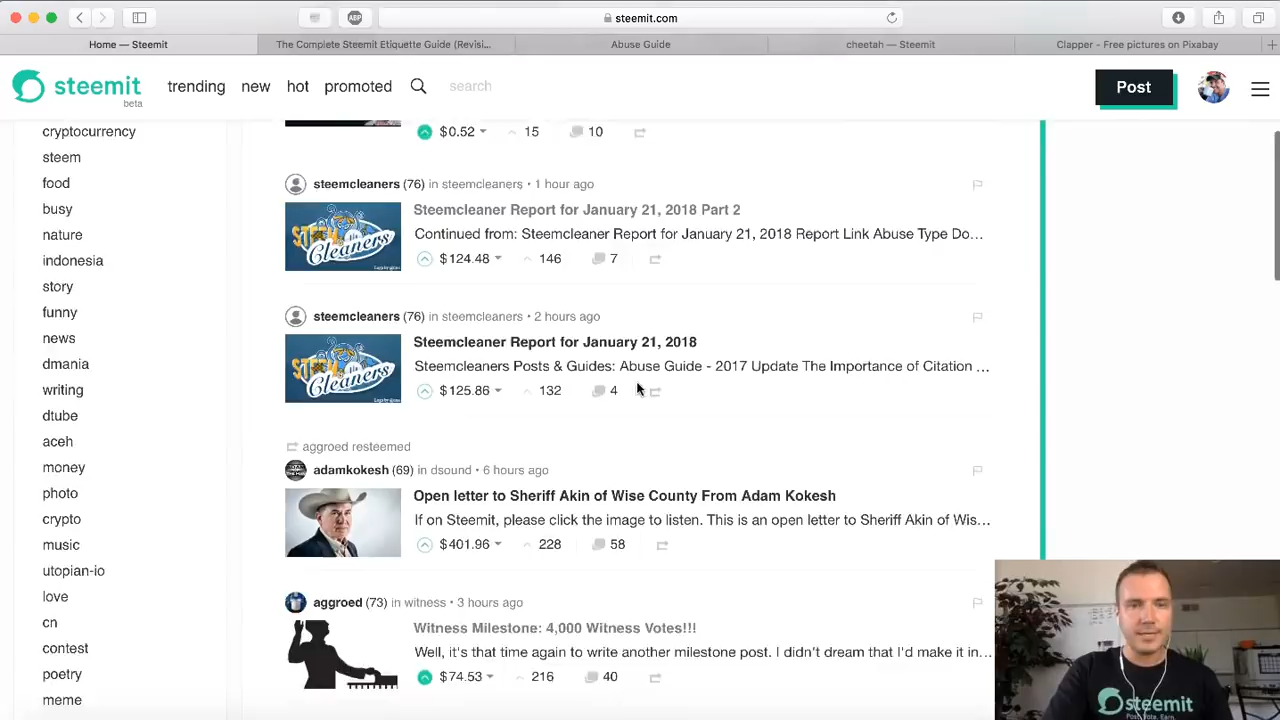 steemit.com
Home — Steemit
The Complete Steemit Etiquette Guide (Revisi...
Abuse Guide
cheetah — Steemit
Clapper - Free pictures on Pixabay
ABP
steemit
beta
trending
new
hot
promoted
search
Post
cryptocurrency
steem
food
busy
nature
indonesia
story
funny
news
dmania
writing
dtube
aceh
money
photo
crypto
music
utopian-io
love
cn
contest
poetry
meme
$0.52 15 10
steemcleaners (76) in steemcleaners • 1 hour ago
Steemcleaner Report for January 21, 2018 Part 2
Continued from: Steemcleaner Report for January 21, 2018 Report Link Abuse Type Do...
$124.48 146 7
STEEM Cleaners
steemcleaners (76) in steemcleaners • 2 hours ago
Steemcleaner Report for January 21, 2018
Steemcleaners Posts & Guides: Abuse Guide - 2017 Update The Importance of Citation ...
$125.86 132 4
STEEM Cleaners
aggroed resteemed
adamkokesh (69) in dsound • 6 hours ago
Open letter to Sheriff Akin of Wise County From Adam Kokesh
If on Steemit, please click the image to listen. This is an open letter to Sheriff Akin of Wis...
$401.96 228 58
aggroed (73) in witness • 3 hours ago
Witness Milestone: 4,000 Witness Votes!!!
Well, it's that time again to write another milestone post. I didn't dream that I'd make it in...
$74.53 216 40
steemit
Post. Vote. Earn.